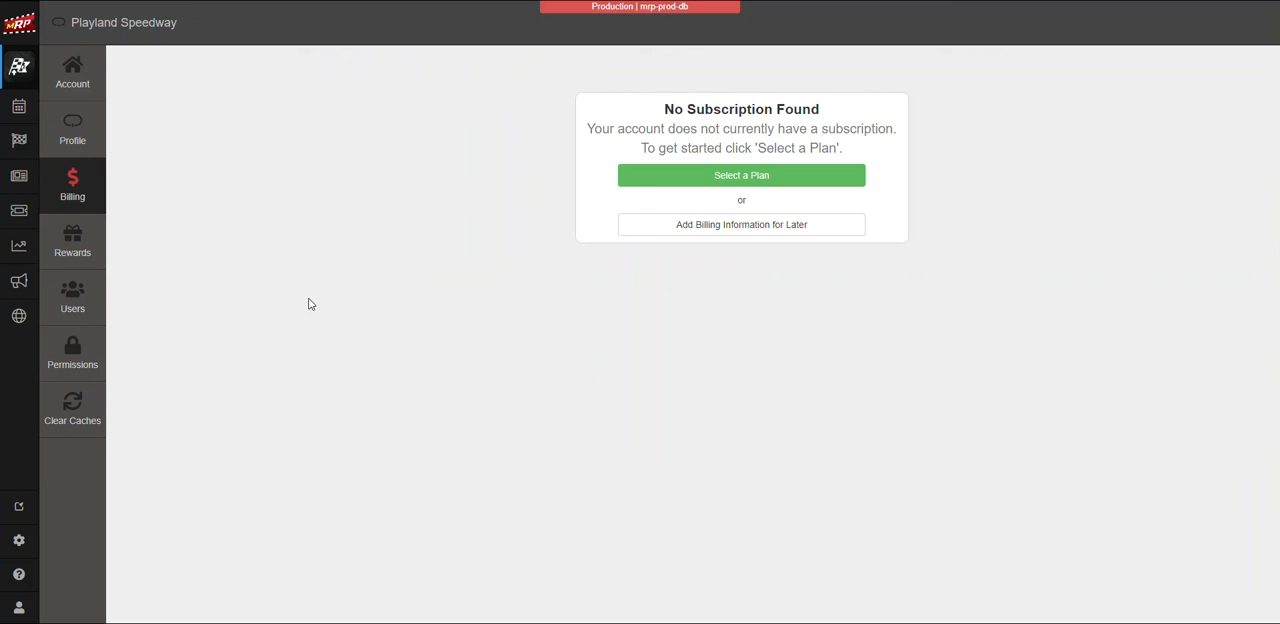 Production | mrp-prod-db
MRP
Playland Speedway
Account
Profile
Billing
Rewards
Users
Permissions
Clear Caches
No Subscription Found
Your account does not currently have a subscription.
To get started click 'Select a Plan'.
Select a Plan
or
Add Billing Information for Later